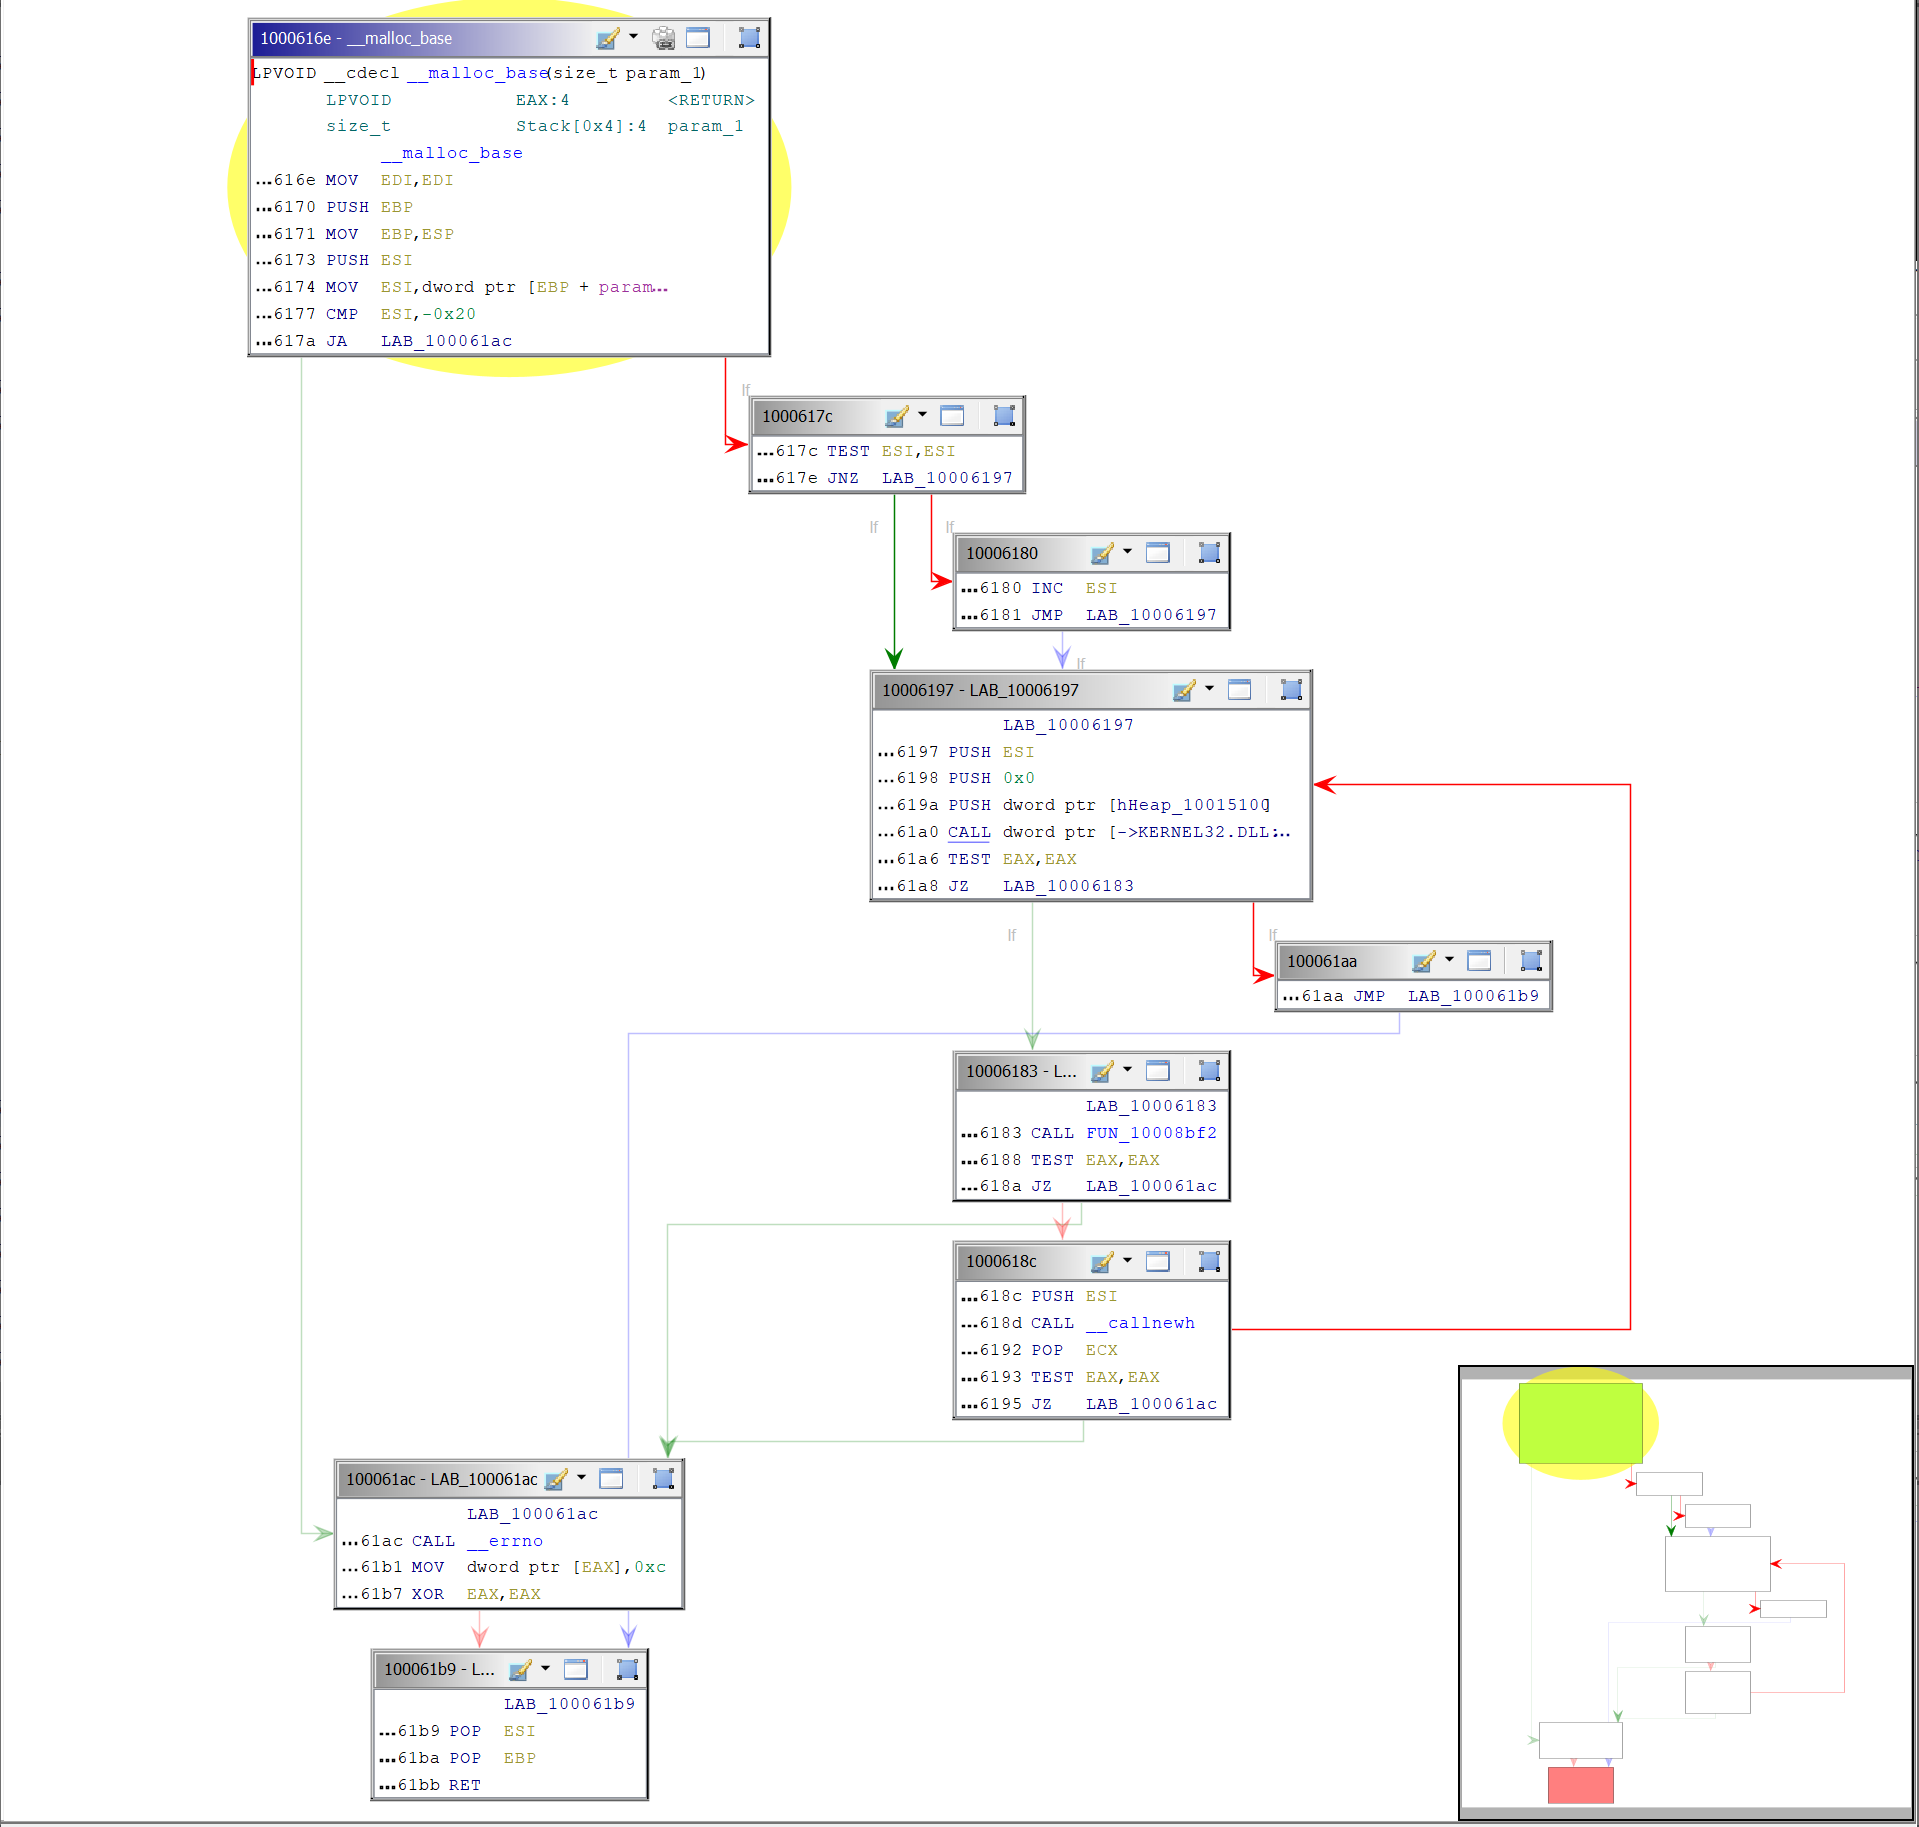 1000616e - __malloc_base
LPVOID __cdecl __malloc_base(size_t param_1)
LPVOID EAX:4 <RETURN>
size_t Stack[0x4]:4 param_1
__malloc_base
...616e MOV EDI,EDI
...6170 PUSH EBP
...6171 MOV EBP,ESP
...6173 PUSH ESI
...6174 MOV ESI,dword ptr [EBP + param...
...6177 CMP ESI,-0x20
...617a JA LAB_100061ac
If
1000617c
...617c TEST ESI,ESI
...617e JNZ LAB_10006197
If If
10006180
...6180 INC ESI
...6181 JMP LAB_10006197
If
10006197 - LAB_10006197
LAB_10006197
...6197 PUSH ESI
...6198 PUSH 0x0
...619a PUSH dword ptr [hHeap_10015100]
...61a0 CALL dword ptr [->KERNEL32.DLL:...
...61a6 TEST EAX,EAX
...61a8 JZ LAB_10006183
If If
100061aa
...61aa JMP LAB_100061b9
10006183 - L...
LAB_10006183
...6183 CALL FUN_10008bf2
...6188 TEST EAX,EAX
...618a JZ LAB_100061ac
1000618c
...618c PUSH ESI
...618d CALL __callnewh
...6192 POP ECX
...6193 TEST EAX,EAX
...6195 JZ LAB_100061ac
100061ac - LAB_100061ac
LAB_100061ac
...61ac CALL __errno
...61b1 MOV dword ptr [EAX],0xc
...61b7 XOR EAX,EAX
100061b9 - L...
LAB_100061b9
...61b9 POP ESI
...61ba POP EBP
...61bb RET